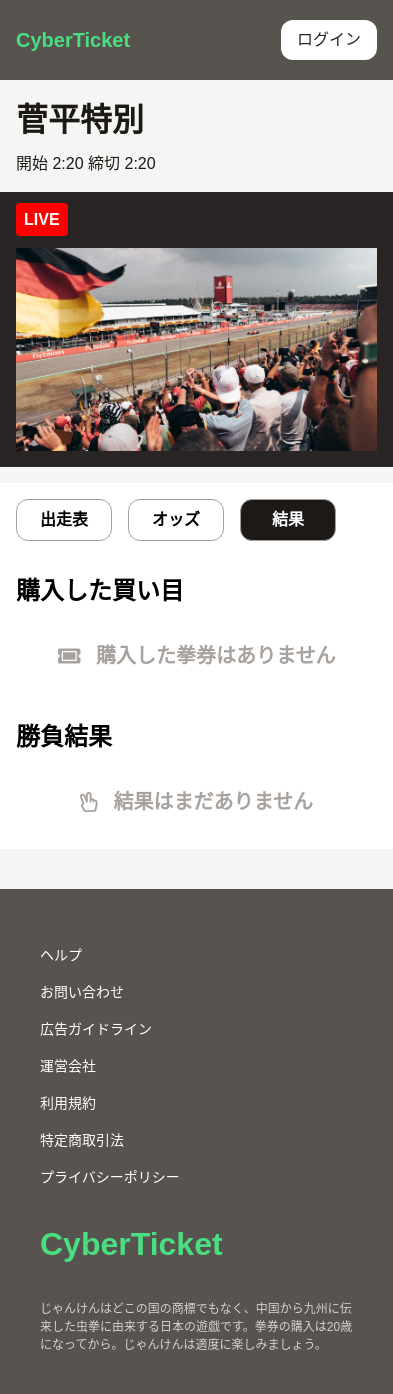 CyberTicket
ログイン
菅平特別
開始 2:20 締切 2:20
LIVE
出走表
オッズ
結果
購入した買い目
購入した拳券はありません
勝負結果
結果はまだありません
ヘルプ
お問い合わせ
広告ガイドライン
運営会社
利用規約
特定商取引法
プライバシーポリシー
CyberTicket
じゃんけんはどこの国の商標でもなく、中国から九州に伝
来した虫拳に由来する日本の遊戯です。拳券の購入は20歳
になってから。じゃんけんは適度に楽しみましょう。